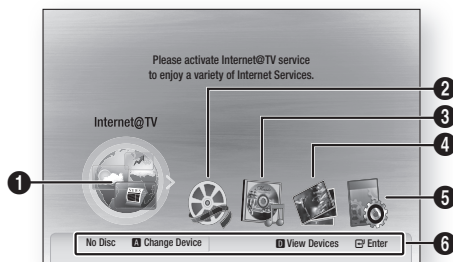 Please activate Internet@TV service
to enjoy a variety of Internet Services.
Internet@TV
1
2
3
4
5
6
No Disc A Change Device D View Devices Enter